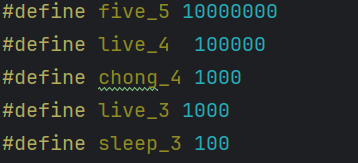 #define five_5 10000000
#define live_4  100000
#define chong_4 1000
#define live_3 1000
#define sleep_3 100